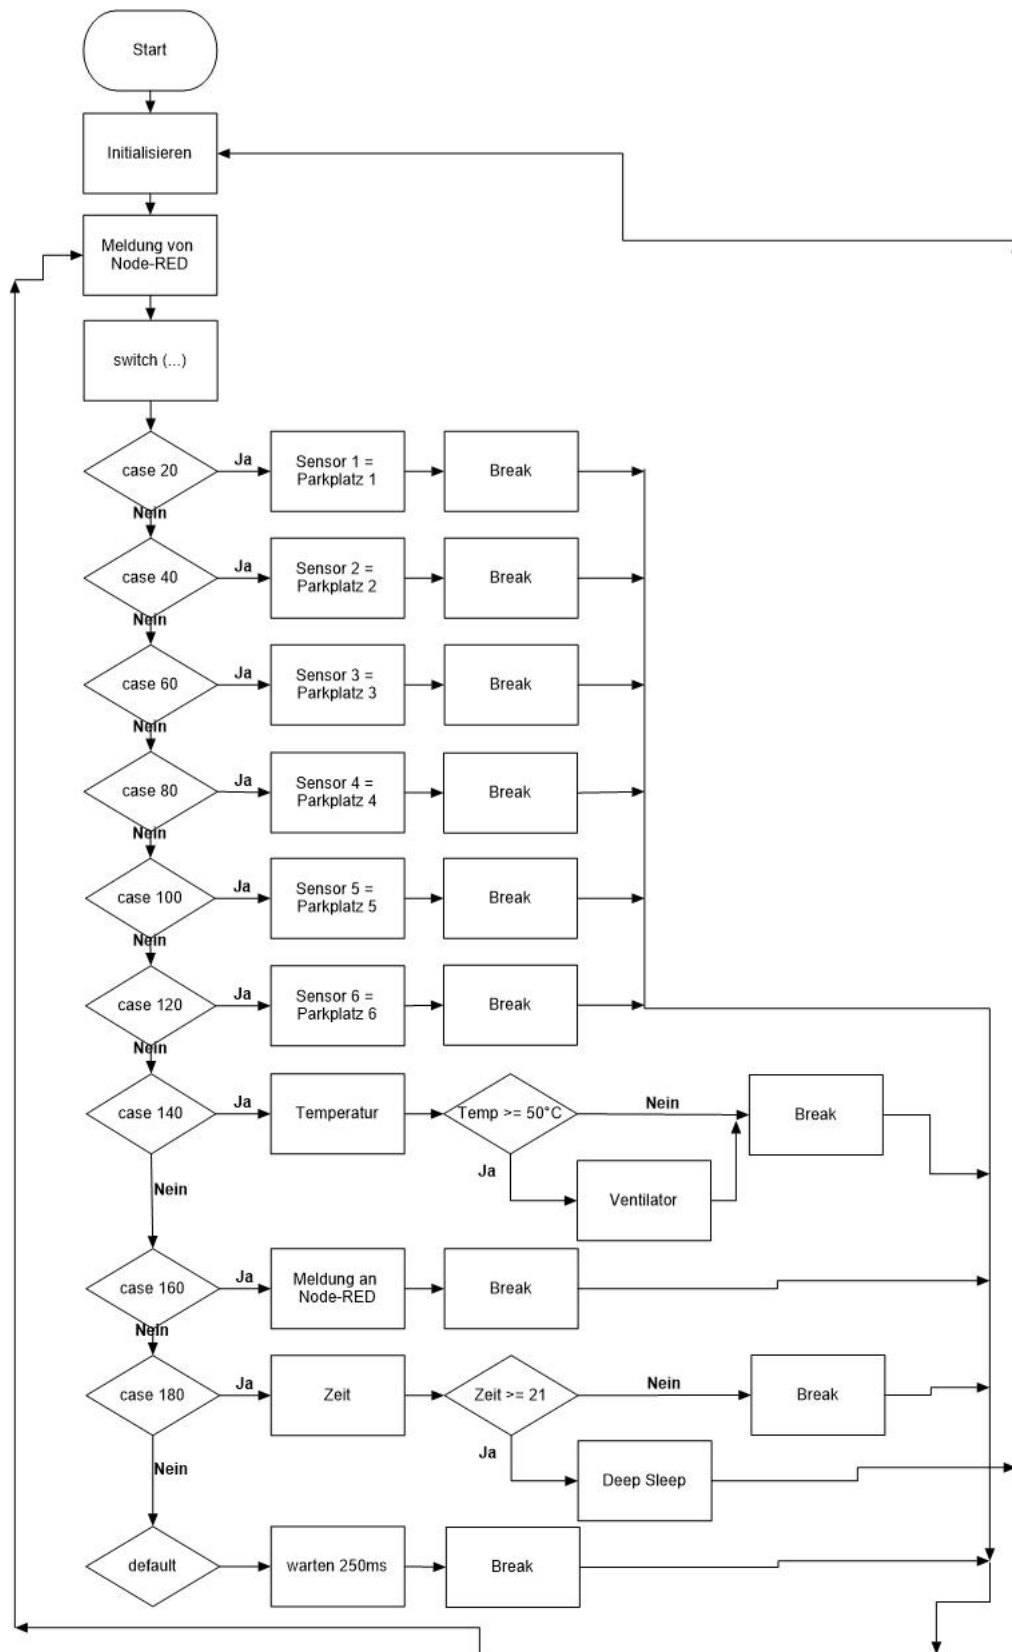 Start
Initialisieren
Meldung von
Node-RED
switch (...)
case 20
Ja
Sensor 1 =
Parkplatz 1
Break
Nein
case 40
Ja
Sensor 2 =
Parkplatz 2
Break
Nein
case 60
Ja
Sensor 3 =
Parkplatz 3
Break
Nein
case 80
Ja
Sensor 4 =
Parkplatz 4
Break
Nein
case 100
Ja
Sensor 5 =
Parkplatz 5
Break
Nein
case 120
Ja
Sensor 6 =
Parkplatz 6
Break
Nein
case 140
Ja
Temperatur
Temp >= 50°C
Nein
Break
Ja
Ventilator
Nein
case 160
Ja
Meldung an
Node-RED
Break
Nein
case 180
Ja
Zeit
Zeit >= 21
Nein
Break
Ja
Deep Sleep
Nein
default
warten 250ms
Break